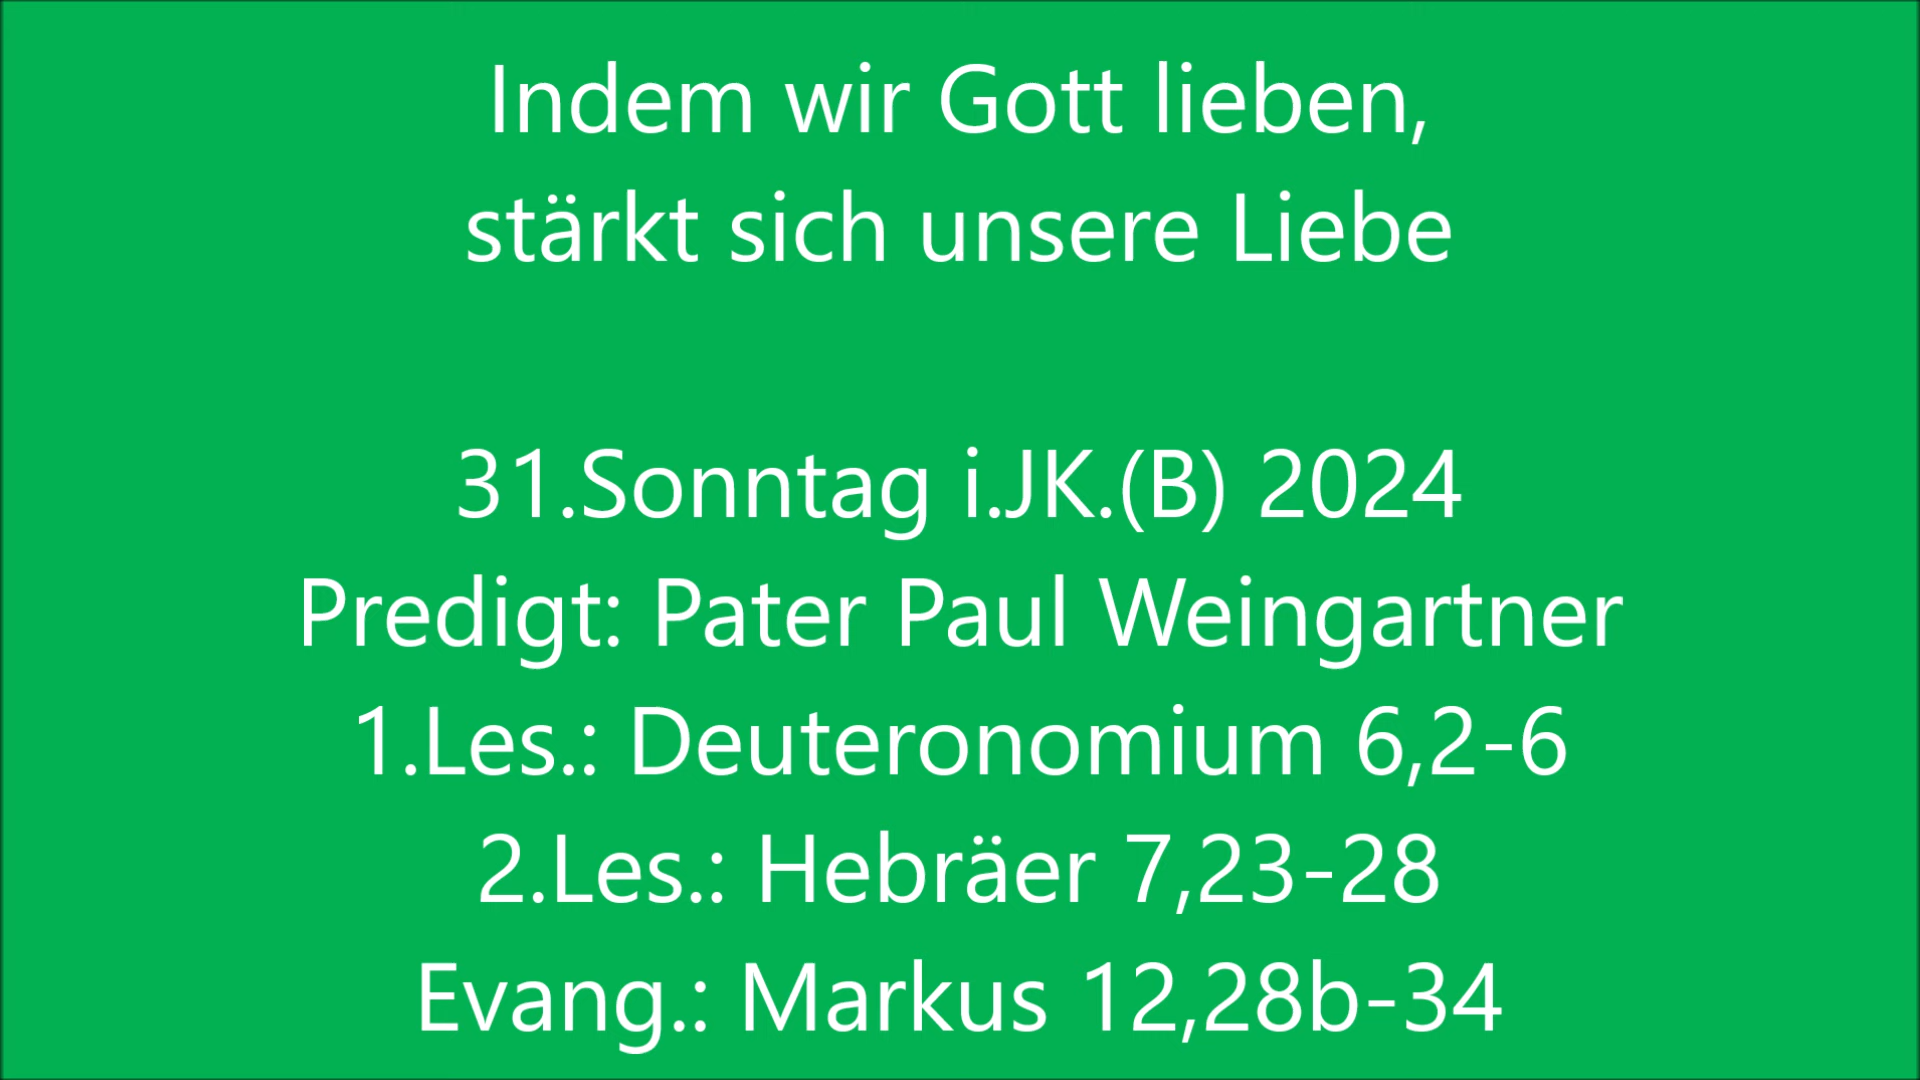 Indem wir Gott lieben,
stärkt sich unsere Liebe
31.Sonntag i.JK.(B) 2024
Predigt: Pater Paul Weingartner
1.Les.: Deuteronomium 6,2-6
2.Les.: Hebräer 7,23-28
Evang.: Markus 12,28b-34